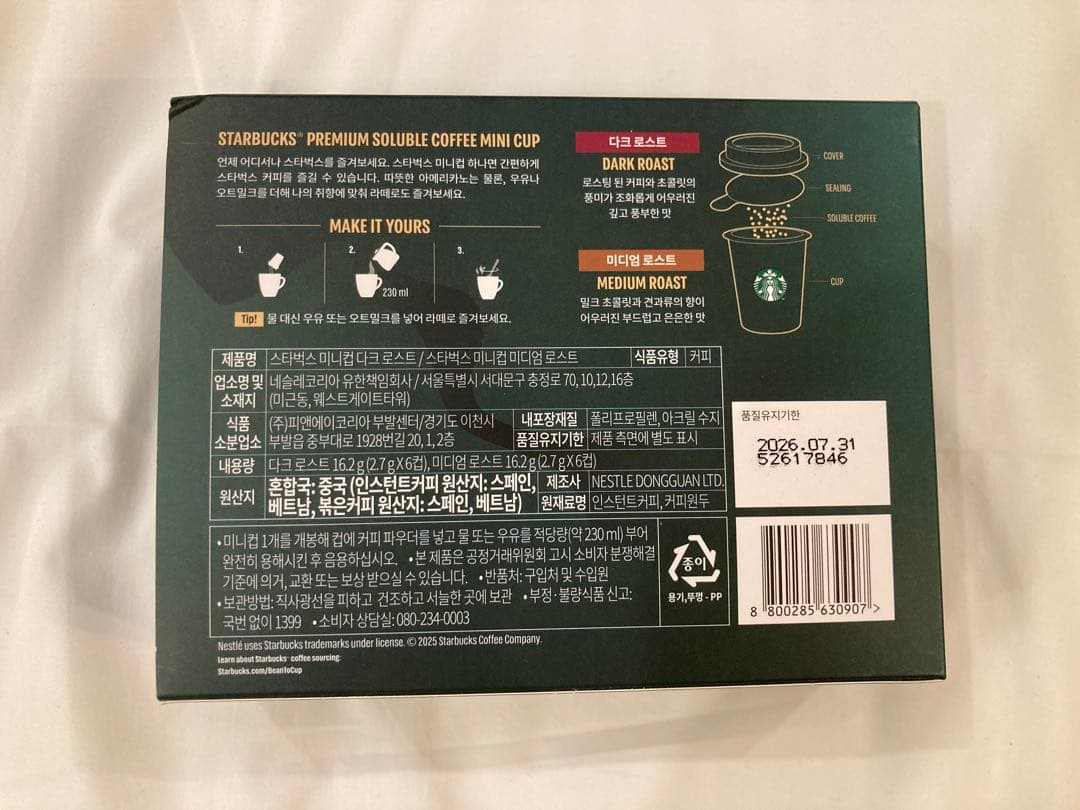 STARBUCKS® PREMIUM SOLUBLE COFFEE MINI CUP
언제 어디서나 스타벅스를 즐겨보세요. 스타벅스 미니컵 하나면 간편하게
스타벅스 커피를 즐길 수 있습니다. 따뜻한 아메리카노는 물론, 우유나
오트밀크를 더해 나의 취향에 맞춰 라떼로도 즐겨보세요.
MAKE IT YOURS
1.
2.
3.
230 ml
Tip! 물 대신 우유 또는 오트밀크를 넣어 라떼로 즐겨보세요.
다크 로스트
DARK ROAST
로스팅 된 커피와 초콜릿의
풍미가 조화롭게 어우러진
깊고 풍부한 맛
미디엄 로스트
MEDIUM ROAST
밀크 초콜릿과 견과류의 향이
어우러진 부드럽고 은은한 맛
COVER
SEALING
SOLUBLE COFFEE
CUP
제품명 스타벅스 미니컵 다크 로스트 / 스타벅스 미니컵 미디엄 로스트 식품유형 커피
업소명 및 네슬레코리아 유한책임회사 / 서울특별시 서대문구 충정로 70, 10,12,16층
소재지 (미근동, 웨스트게이트타워)
식품 (주)피앤에이코리아 부발센터/경기도 이천시 내포장재질 폴리프로필렌, 아크릴 수지
소분업소 부발읍 중부대로 1928번길 20, 1, 2층 품질유지기한 제품 측면에 별도 표시
내용량 다크 로스트 16.2 g (2.7 g X 6컵), 미디엄 로스트 16.2 g (2.7 g X 6컵)
원산지 혼합국: 중국 (인스턴트커피 원산지: 스페인, 제조사 NESTLE DONGGUAN LTD.
베트남, 볶은커피 원산지: 스페인, 베트남) 원재료명 인스턴트커피, 커피원두
• 미니컵 1개를 개봉해 컵에 커피 파우더를 넣고 물 또는 우유를 적당량(약 230 ml) 부어
완전히 용해시킨 후 음용하십시오. • 본 제품은 공정거래위원회 고시 소비자 분쟁해결
기준에 의거, 교환 또는 보상 받으실 수 있습니다. • 반품처: 구입처 및 수입원
• 보관방법: 직사광선을 피하고 건조하고 서늘한 곳에 보관 • 부정·불량식품 신고:
국번 없이 1399 • 소비자 상담실: 080-234-0003
종이
용기,뚜껑 - PP
품질유지기한
2026.07.31
52617846
8 800285 630907 >
Nestlé uses Starbucks trademarks under license. © 2025 Starbucks Coffee Company.
Learn about Starbucks® coffee sourcing:
Starbucks.com/BeanToCup